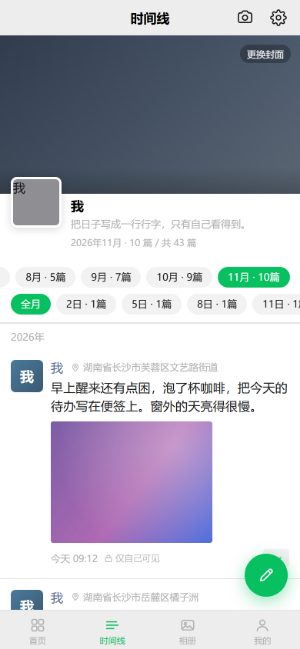 时间线
更换封面
我
我
把日子写成一行行字，只有自己看得到。
2026年11月 · 10 篇 / 共 43 篇
8月 · 5篇
9月 · 7篇
10月 · 9篇
11月 · 10篇
全月
2日 · 1篇
5日 · 1篇
8日 · 1篇
11日 · 1
2026年
我
我
湖南省长沙市芙蓉区文艺路街道
早上醒来还有点困，泡了杯咖啡，把今天的
待办写在便签上。窗外的天亮得很慢。
今天 09:12
仅自己可见
我
我
湖南省长沙市岳麓区橘子洲
首页
时间线
相册
我的